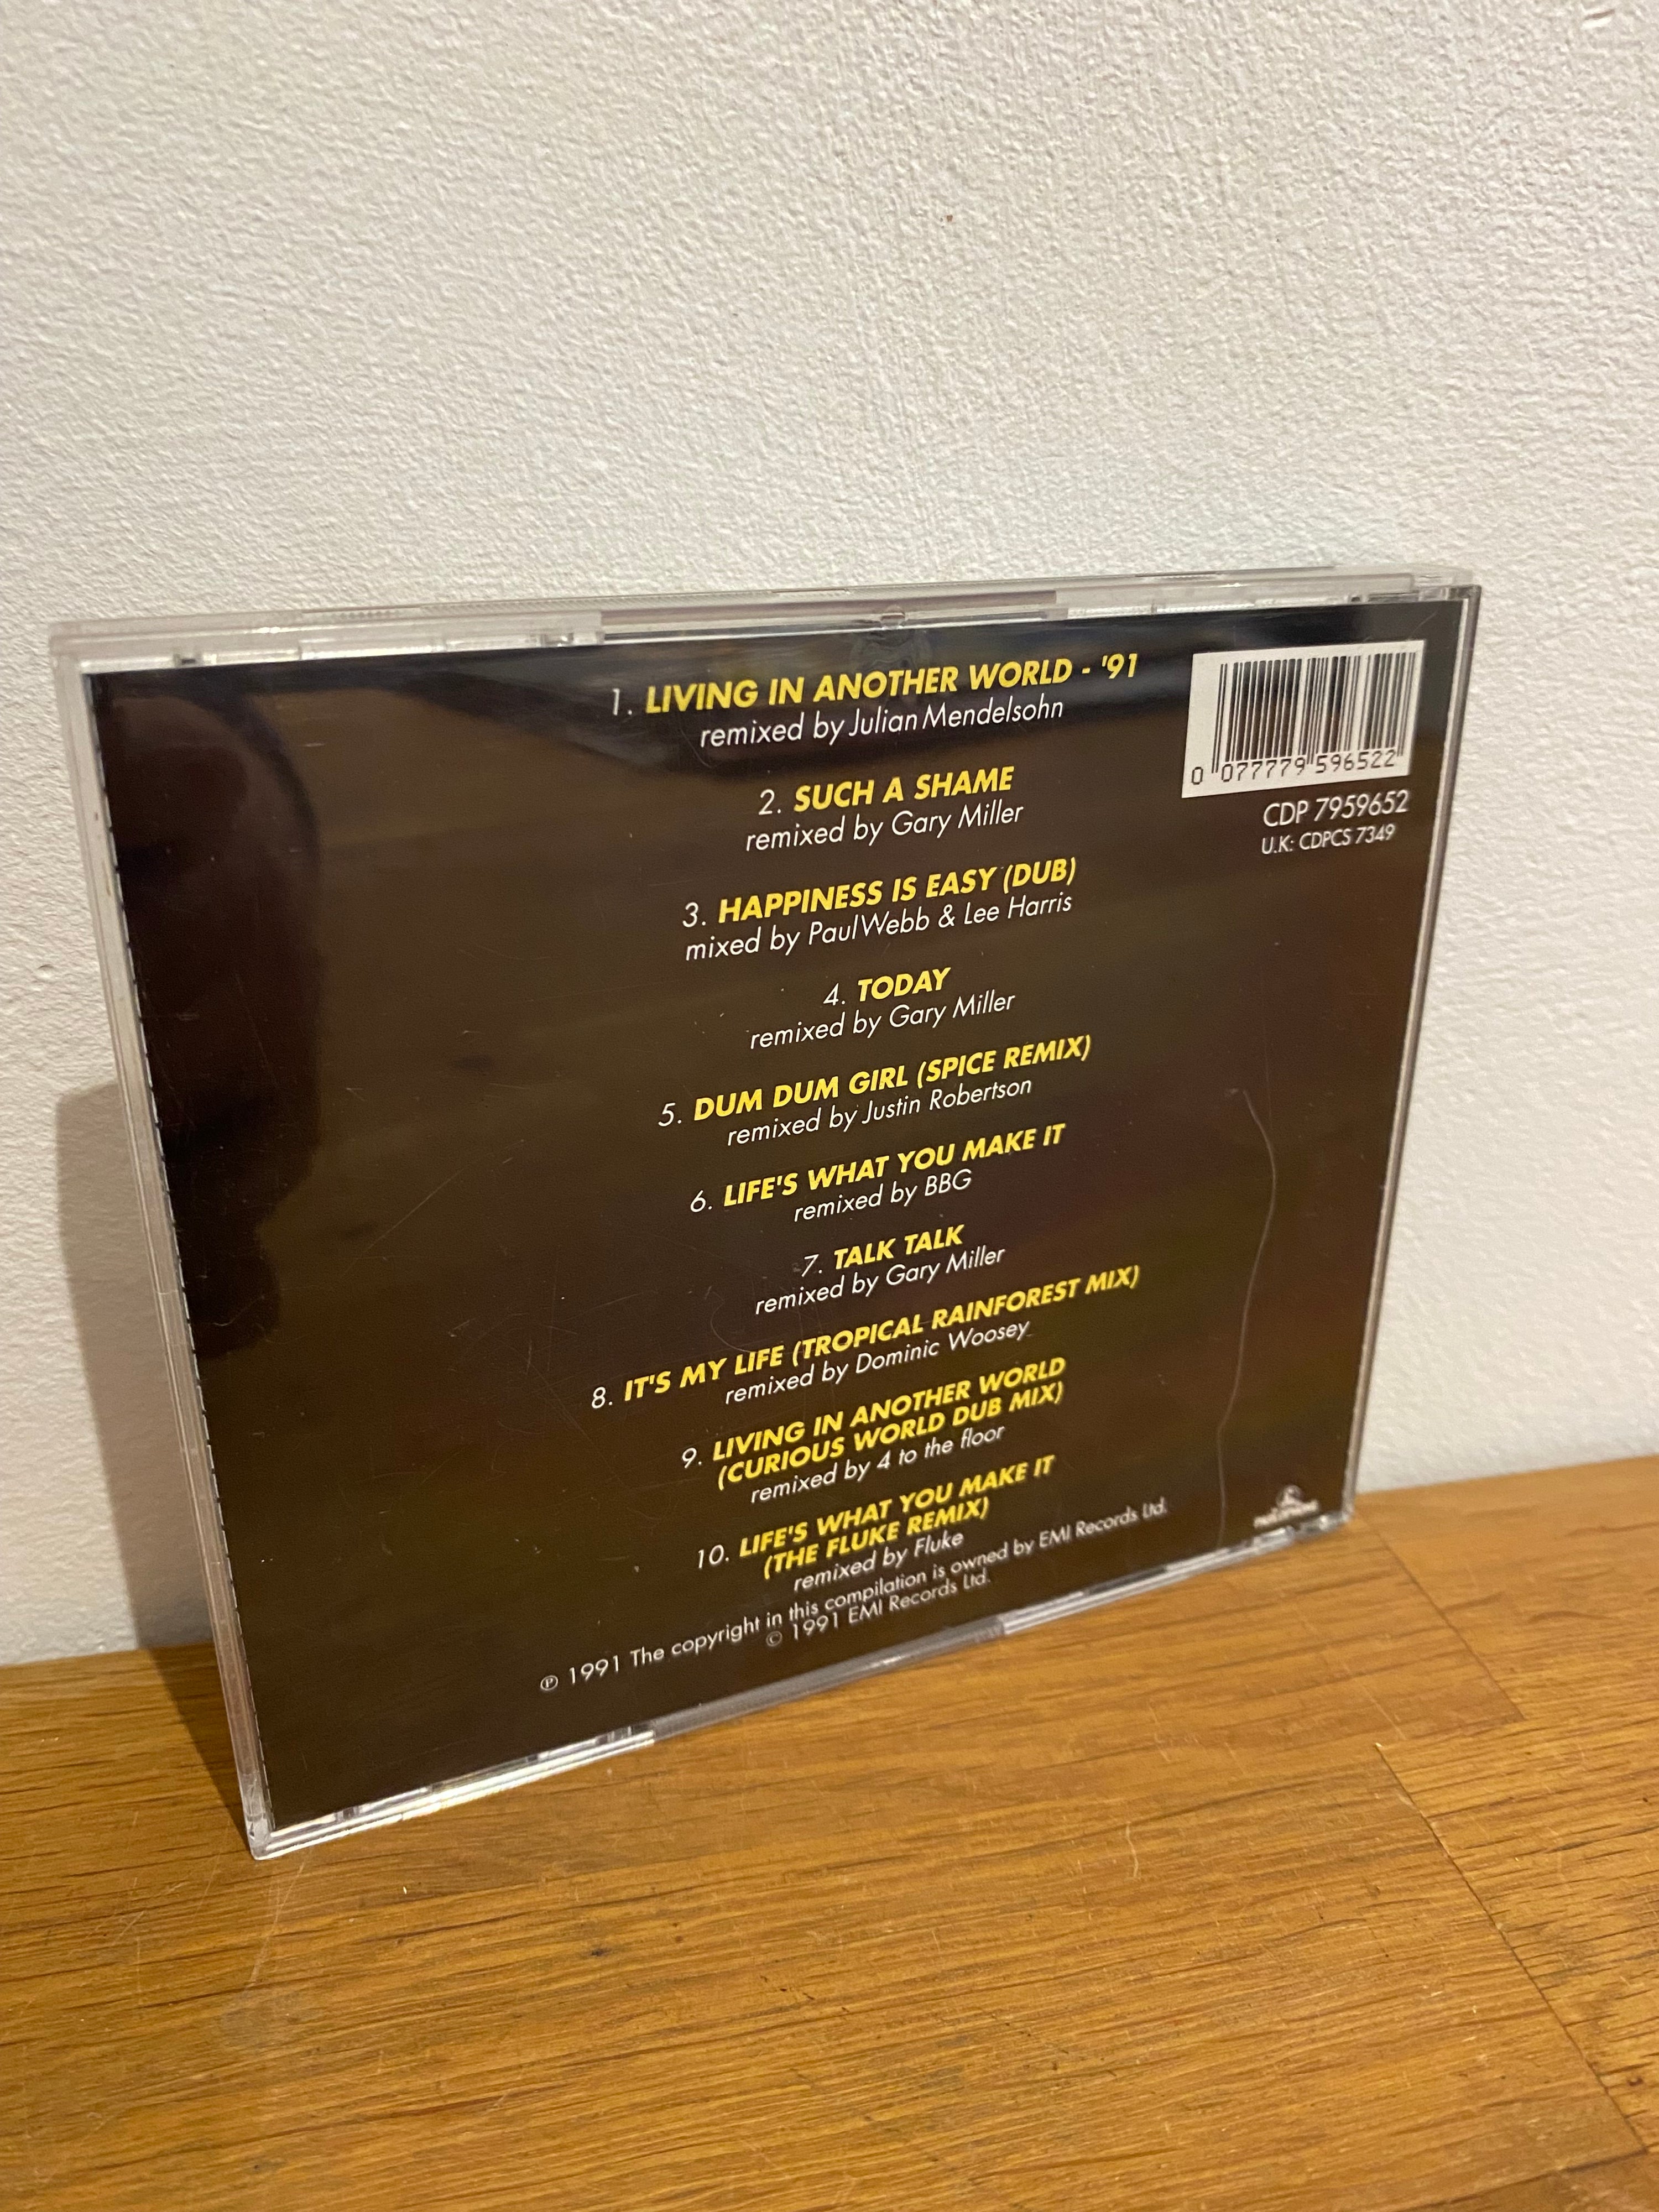 1. LIVING IN ANOTHER WORLD - '91
remixed by Julian Mendelsohn
0 077779 596522
CDP 7959652
U.K: CDPCS 7349
2. SUCH A SHAME
remixed by Gary Miller
3. HAPPINESS IS EASY (DUB)
mixed by Paul Webb & Lee Harris
4. TODAY
remixed by Gary Miller
5. DUM DUM GIRL (SPICE REMIX)
remixed by Justin Robertson
6. LIFE'S WHAT YOU MAKE IT
remixed by BBG
7. TALK TALK
remixed by Gary Miller
8. IT'S MY LIFE (TROPICAL RAINFOREST MIX)
remixed by Dominic Woosey
9. LIVING IN ANOTHER WORLD
(CURIOUS WORLD DUB MIX)
remixed by 4 to the floor
10. LIFE'S WHAT YOU MAKE IT
(THE FLUKE REMIX)
remixed by Fluke
℗ 1991 The copyright in this compilation is owned by EMI Records Ltd.
© 1991 EMI Records Ltd.